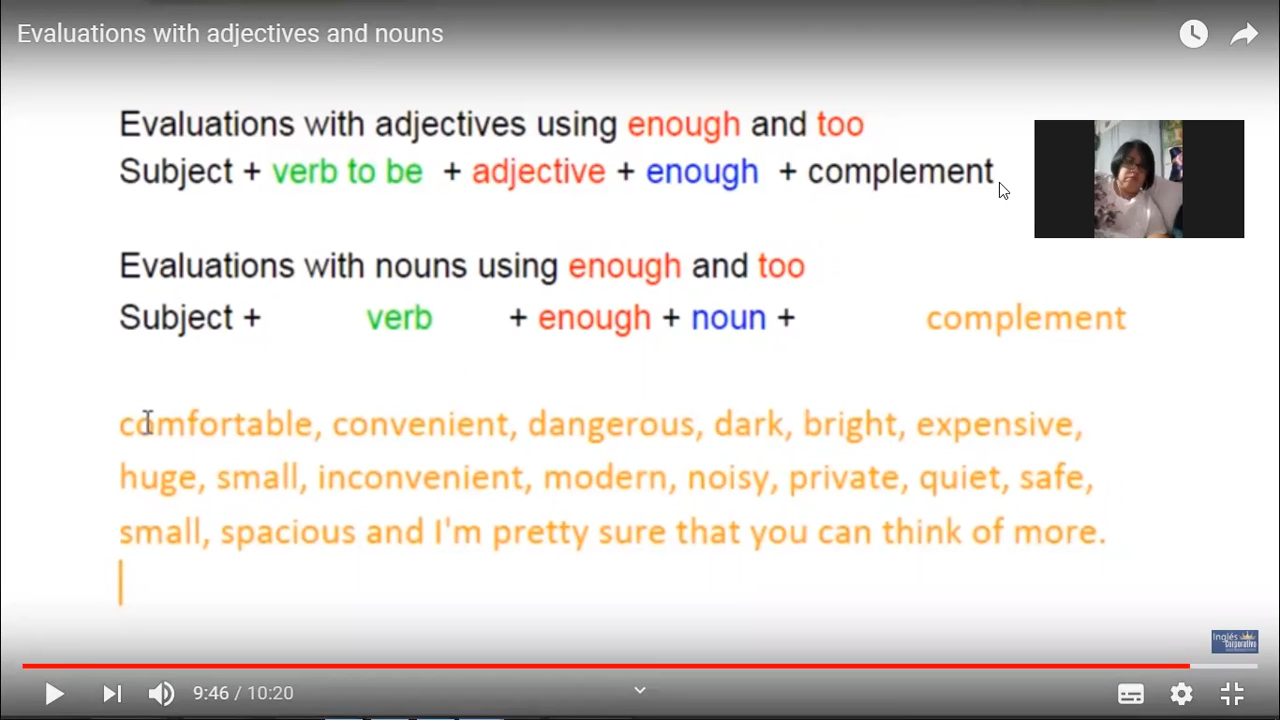 Evaluations with adjectives and nouns
Evaluations with adjectives using enough and too
Subject + verb to be + adjective + enough + complement
Evaluations with nouns using enough and too
Subject + verb + enough + noun + complement
comfortable, convenient, dangerous, dark, bright, expensive,
huge, small, inconvenient, modern, noisy, private, quiet, safe,
small, spacious and I'm pretty sure that you can think of more.
Inglés
Corporativo
9:46 / 10:20